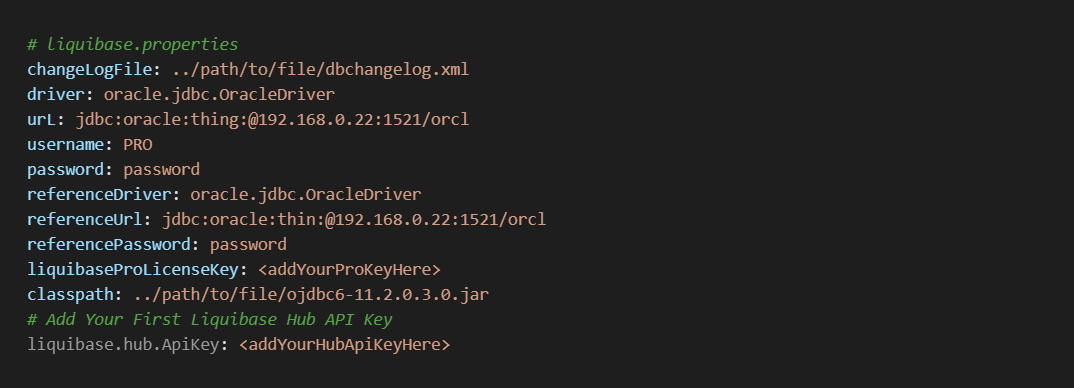 # liquibase.properties
changeLogFile: ../path/to/file/dbchangelog.xml
driver: oracle.jdbc.OracleDriver
urL: jdbc:oracle:thing:@192.168.0.22:1521/orcl
username: PRO
password: password
referenceDriver: oracle.jdbc.OracleDriver
referenceUrl: jdbc:oracle:thin:@192.168.0.22:1521/orcl
referencePassword: password
liquibaseProLicenseKey: <addYourProKeyHere>
classpath: ../path/to/file/ojdbc6-11.2.0.3.0.jar
# Add Your First Liquibase Hub API Key
liquibase.hub.ApiKey: <addYourHubApiKeyHere>